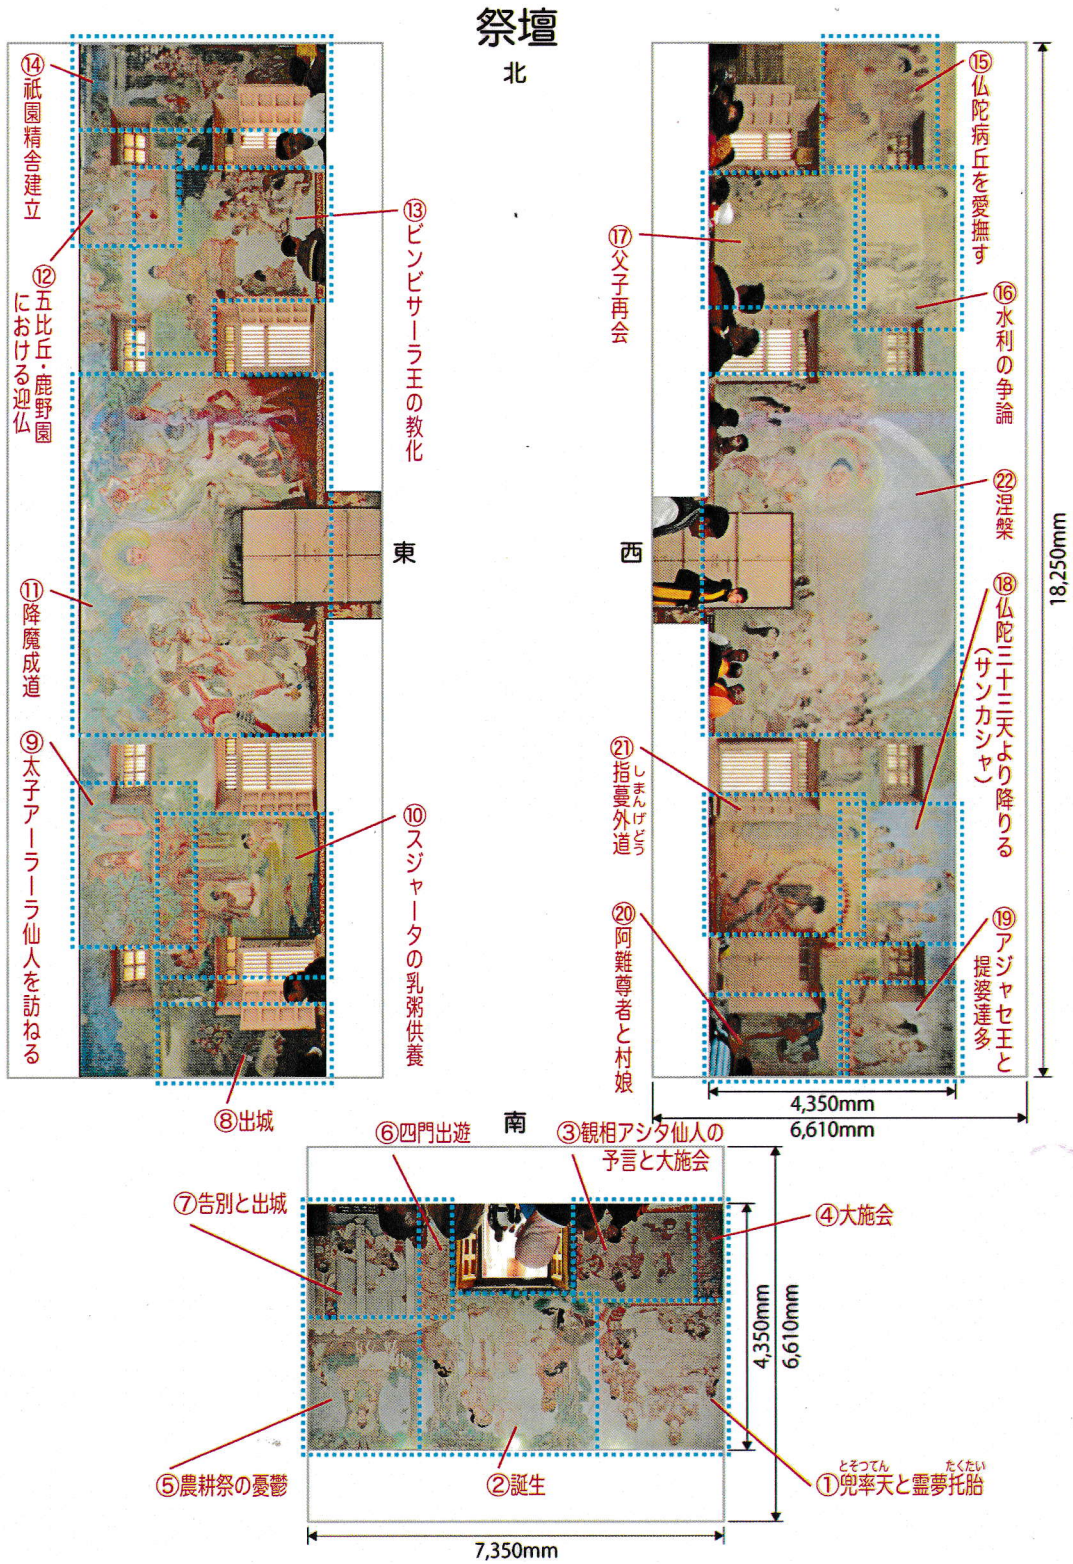 祭壇
北
⑭祇園精舎建立
⑬ビンビサーラ王の教化
⑫五比丘・鹿野園
における迎仏
東
⑪降魔成道
⑨太子アーラーラ仙人を訪ねる
⑩スジャータの乳粥供養
⑧出城
⑮仏陀病丘を愛撫す
⑰父子再会
⑯水利の争論
㉒涅槃
西
⑱仏陀三十三天より降りる
(サンカシャ)
㉑指蔓外道
しまんげどう
⑲アジャセ王と
提婆達多
⑳阿難尊者と村娘
18,250mm
4,350mm
6,610mm
南
⑥四門出遊
③観相アシタ仙人の
予言と大施会
⑦告別と出城
④大施会
4,350mm
6,610mm
⑤農耕祭の憂鬱
②誕生
とそつてん たくたい
①兜率天と霊夢托胎
7,350mm